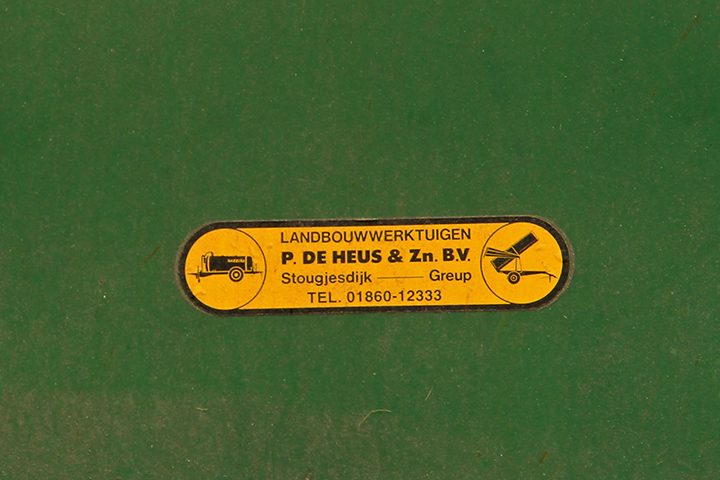 LANDBOUWWERKTUIGEN
P. DE HEUS & Zn. B.V.
Stougjesdijk —— Greup
TEL. 01860-12333